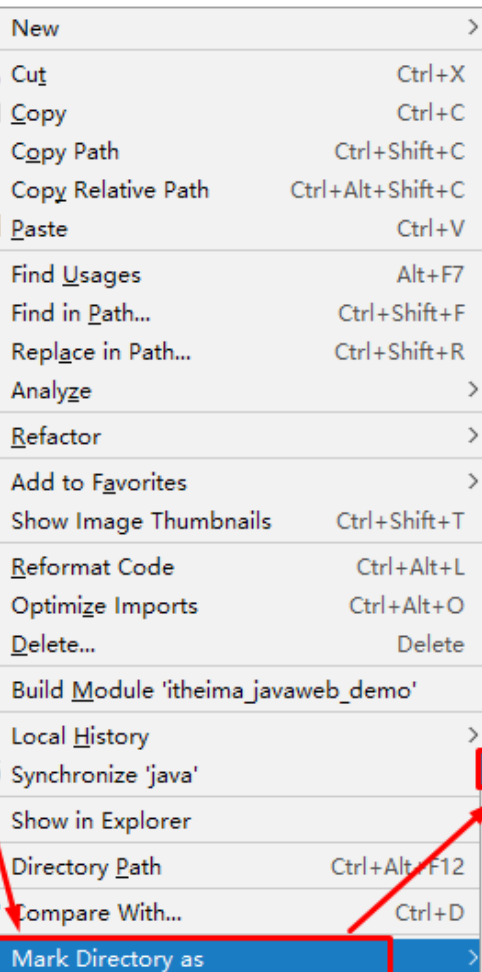 New
Cut Ctrl+X
Copy Ctrl+C
Copy Path Ctrl+Shift+C
Copy Relative Path Ctrl+Alt+Shift+C
Paste Ctrl+V
Find Usages Alt+F7
Find in Path... Ctrl+Shift+F
Replace in Path... Ctrl+Shift+R
Analyze
Refactor
Add to Favorites
Show Image Thumbnails Ctrl+Shift+T
Reformat Code Ctrl+Alt+L
Optimize Imports Ctrl+Alt+O
Delete... Delete
Build Module 'itheima_javaweb_demo'
Local History
Synchronize 'java'
Show in Explorer
Directory Path Ctrl+Alt+F12
Compare With... Ctrl+D
Mark Directory as